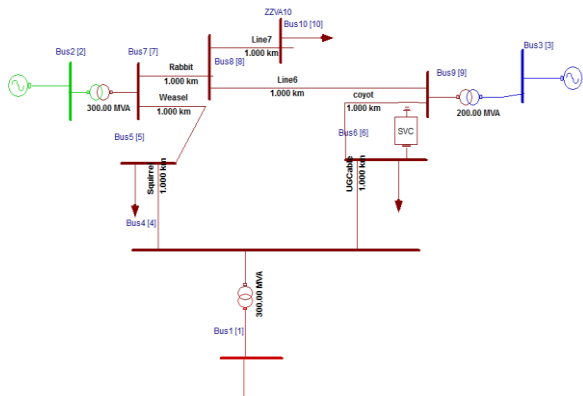 ZZVA10
Bus10 [10]
Bus2 [2]
Bus7 [7]
Line7
Bus3 [3]
Rabbit
Bus8 [8]
1.000 km
1.000 km
Line6
Bus9 [9]
300.00 MVA
Weasel
1.000 km
1.000 km
coyot
1.000 km
200.00 MVA
Bus5 [5]
Bus6 [6]
SVC
Squirrel
1.000 km
UGCable
1.000 km
Bus4 [4]
300.00 MVA
Bus1 [1]